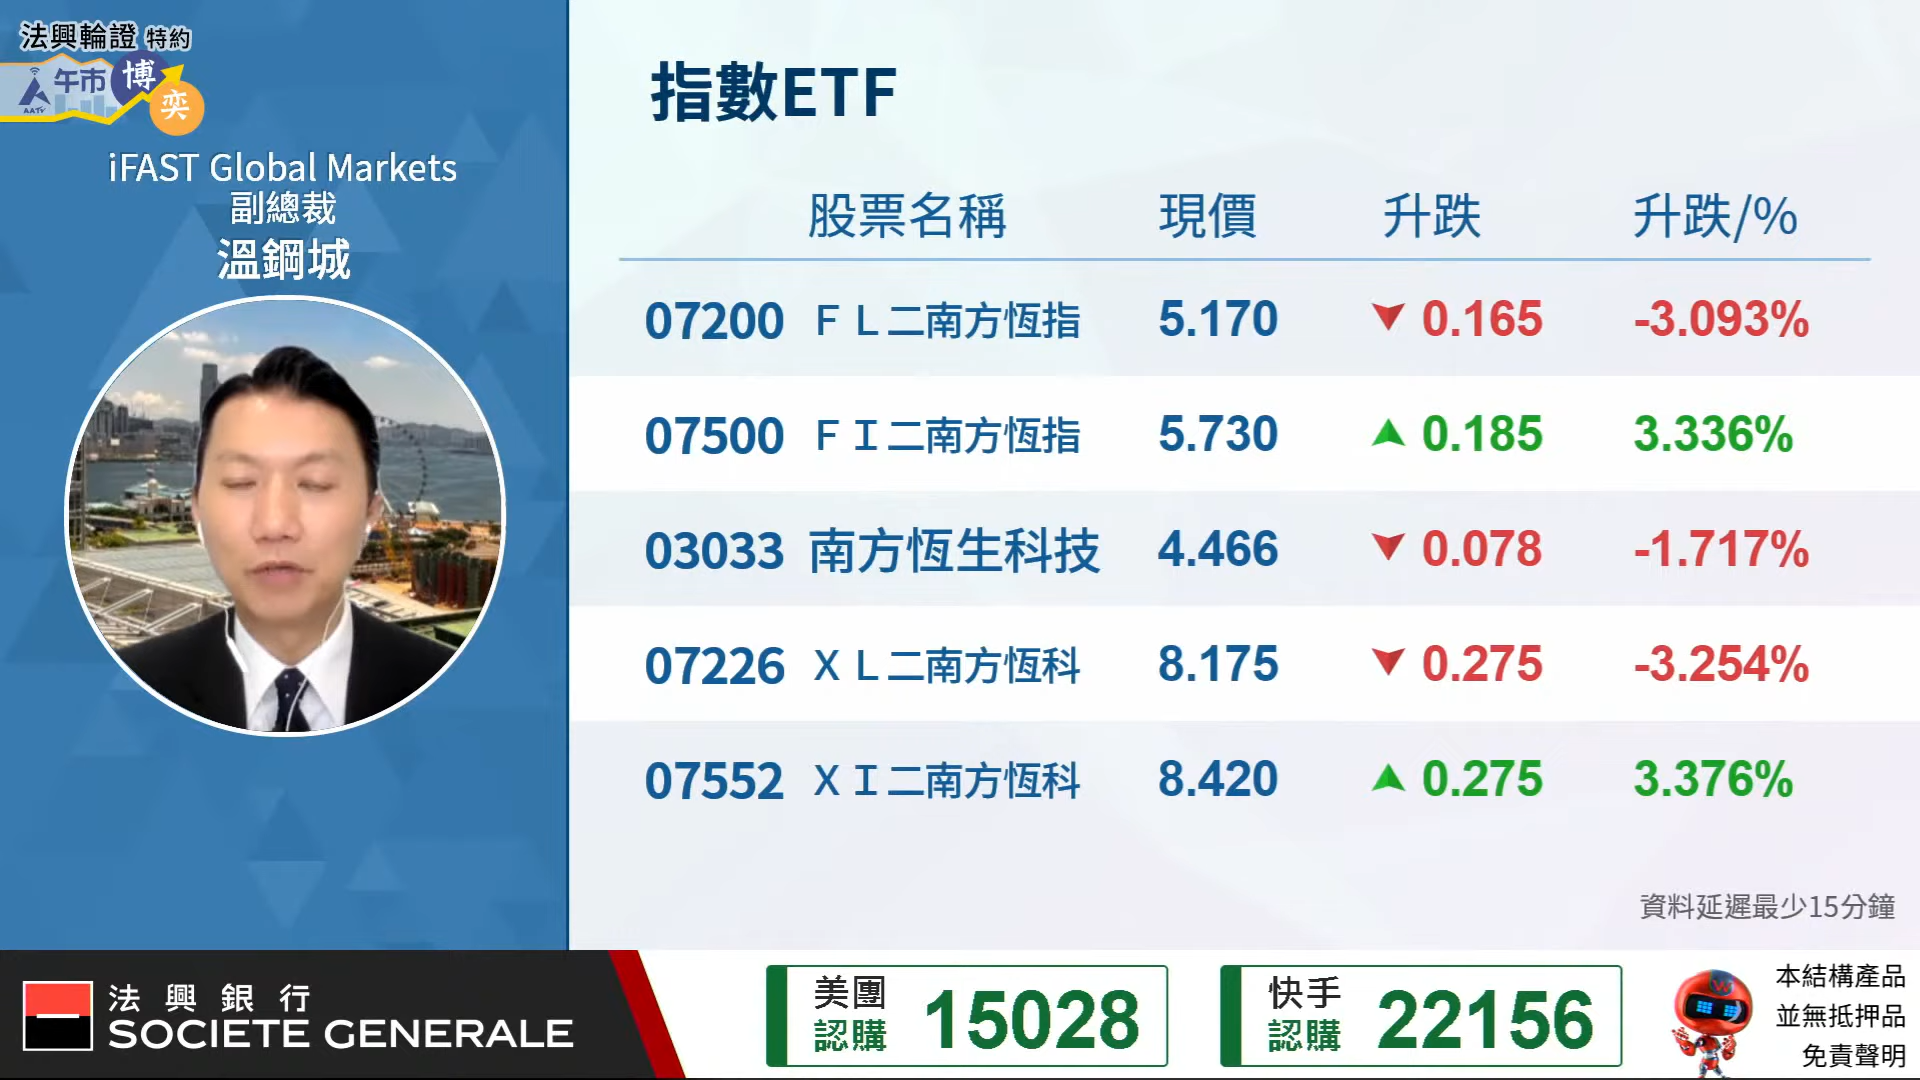 法興輪證 特約
午市博奕
AATV
iFAST Global Markets
副總裁
溫鋼城
指數ETF
股票名稱 現價 升跌 升跌/%
07200 ＦＬ二南方恆指 5.170 ▼ 0.165 -3.093%
07500 ＦＩ二南方恆指 5.730 ▲ 0.185 3.336%
03033 南方恆生科技 4.466 ▼ 0.078 -1.717%
07226 ＸＬ二南方恆科 8.175 ▼ 0.275 -3.254%
07552 ＸＩ二南方恆科 8.420 ▲ 0.275 3.376%
資料延遲最少15分鐘
法興銀行
SOCIETE GENERALE
美團
認購 15028
快手
認購 22156
本結構產品
並無抵押品
免責聲明